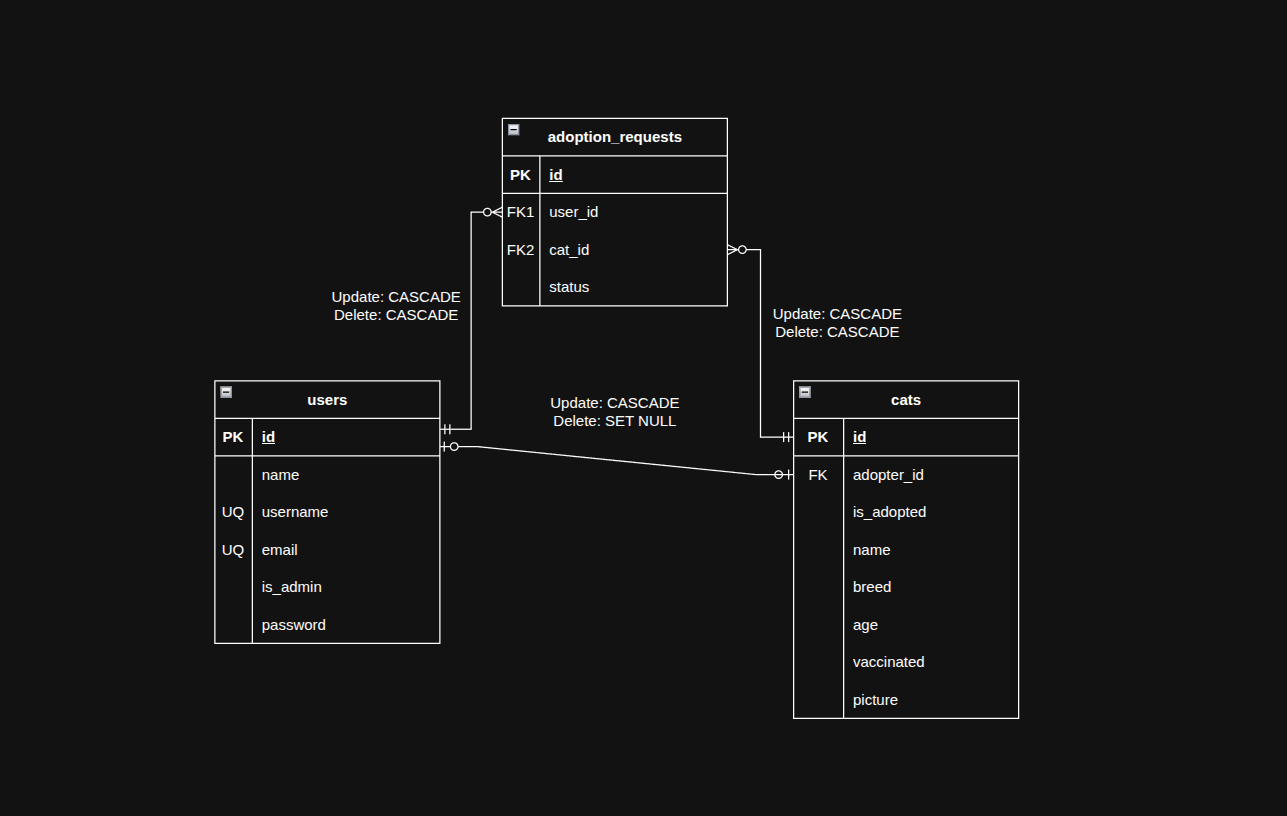 adoption_requests
PK id
FK1 user_id
FK2 cat_id
status
Update: CASCADE
Delete: CASCADE
Update: CASCADE
Delete: CASCADE
Update: CASCADE
Delete: SET NULL
users
PK id
name
UQ username
UQ email
is_admin
password
cats
PK id
FK adopter_id
is_adopted
name
breed
age
vaccinated
picture